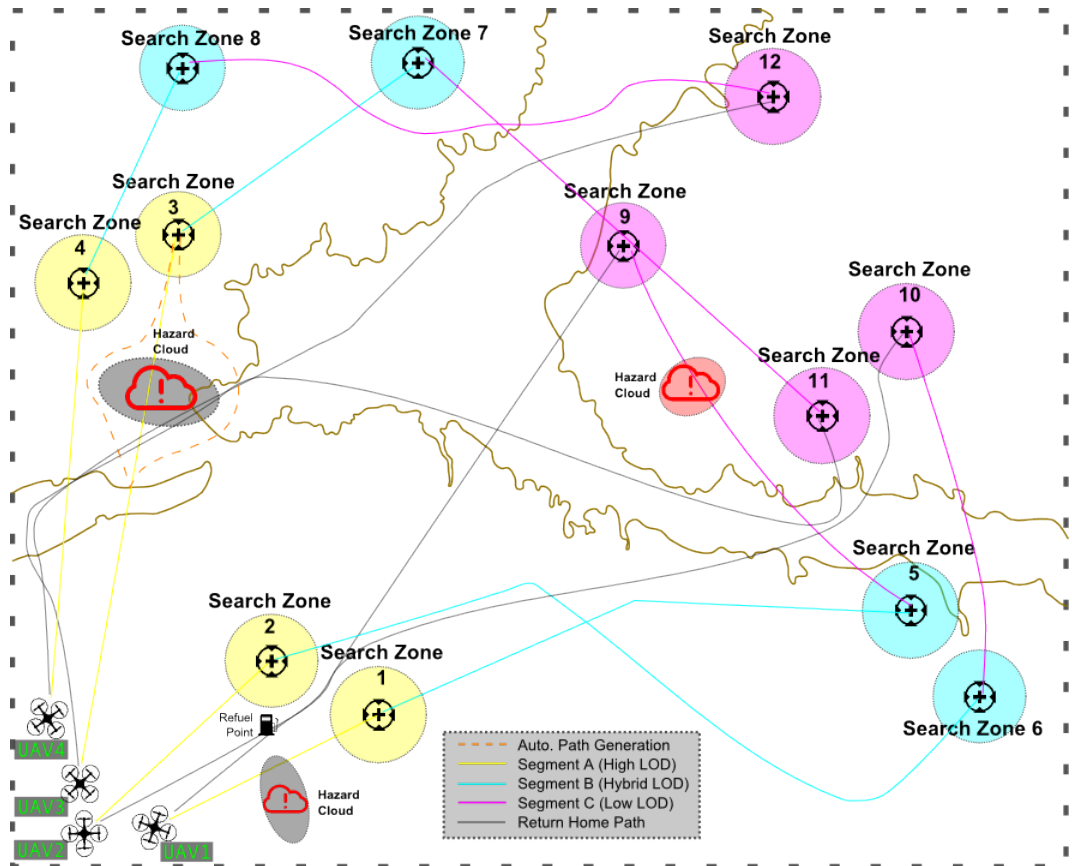 Search Zone 8
Search Zone 7
Search Zone
12
Search Zone
3
Search Zone
4
Search Zone
9
Search Zone
10
Hazard
Cloud
Search Zone
11
Hazard
Cloud
Search Zone
5
Search Zone
2
Search Zone
1
Search Zone 6
Refuel
Point
UAV4
UAV3
UAV2
UAV1
Hazard
Cloud
Auto. Path Generation
Segment A (High LOD)
Segment B (Hybrid LOD)
Segment C (Low LOD)
Return Home Path